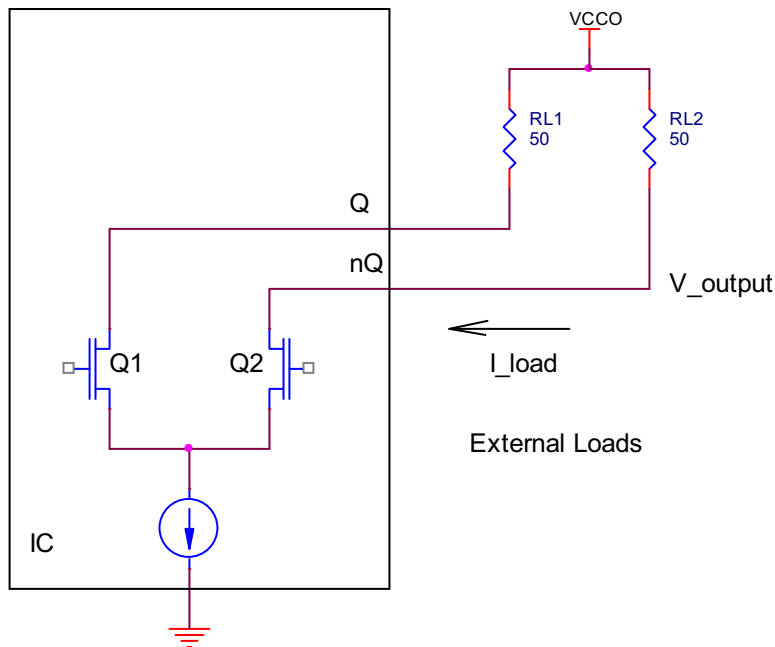 VCCO
RL1
50
RL2
50
Q
nQ
V_output
Q1
Q2
I_load
External Loads
IC